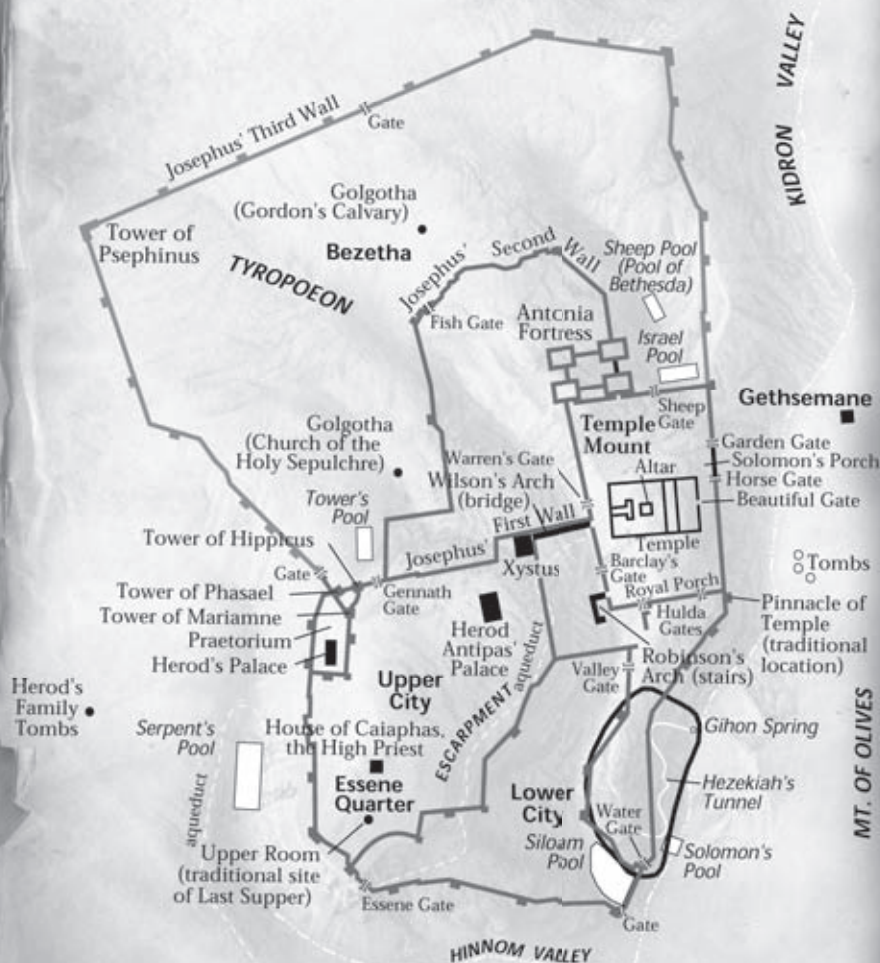 KIDRON VALLEY
Josephus' Third Wall
Gate
Golgotha
(Gordon's Calvary)
Bezetha
Tower of
Psephinus
TYROPOEON
Josephus' Second Wall
Sheep Pool
(Pool of
Bethesda)
Fish Gate
Antonia
Fortress
Israel
Pool
Sheep
Gate
Gethsemane
Temple
Mount
Garden Gate
Solomon's Porch
Horse Gate
Beautiful Gate
Altar
Temple
Golgotha
(Church of the
Holy Sepulchre)
Warren's Gate
Wilson's Arch
(bridge)
Tower's
Pool
Josephus' First Wall
Xystus
Tower of Hippicus
Gate
Gennath
Gate
Tower of Phasael
Tower of Mariamne
Praetorium
Herod's Palace
Herod
Antipas'
Palace
aqueduct
Barclay's
Gate
Royal Porch
Hulda
Gates
Tombs
Pinnacle of
Temple
(traditional
location)
Robinson's
Arch (stairs)
Valley
Gate
Herod's
Family
Tombs
Upper
City
ESCARPMENT
Serpent's
Pool
House of Caiaphas,
the High Priest
Essene
Quarter
aqueduct
Upper Room
(traditional site
of Last Supper)
Essene Gate
Lower
City
Gihon Spring
Hezekiah's
Tunnel
Water
Gate
Siloam
Pool
Solomon's
Pool
Gate
MT. OF OLIVES
HINNOM VALLEY